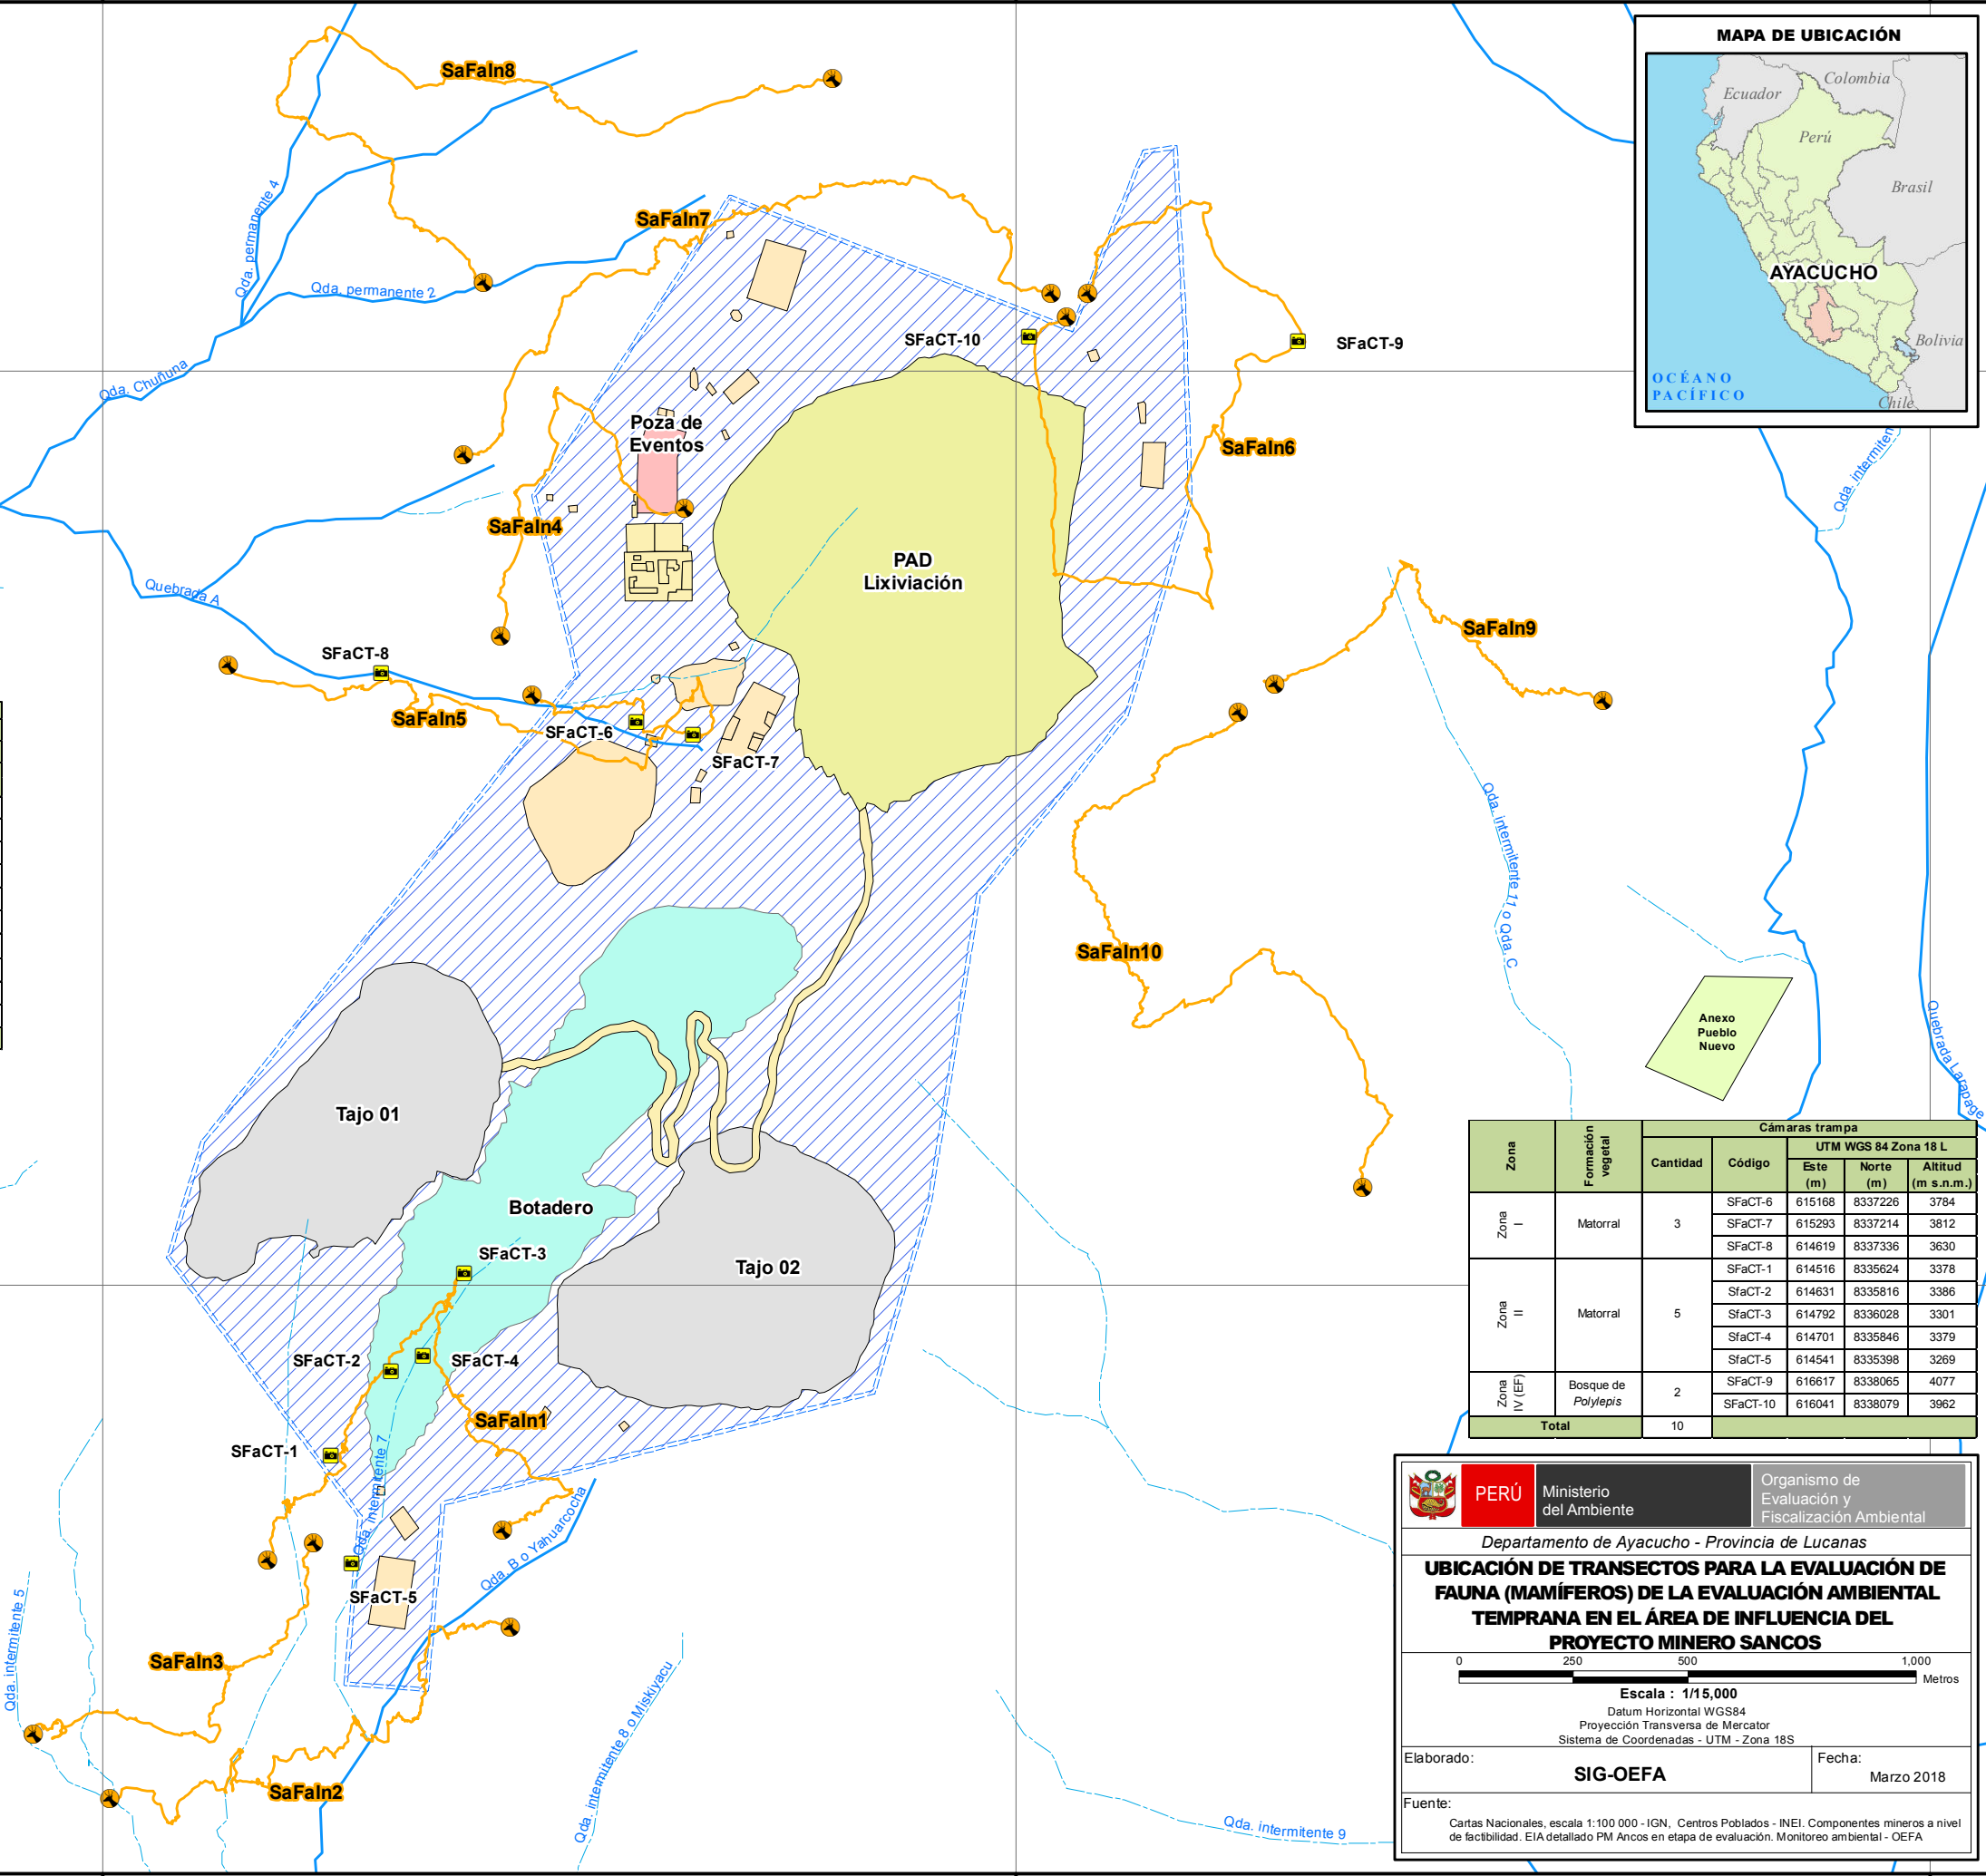 MAPA DE UBICACIÓN
Colombia
Ecuador
Perú
Brasil
AYACUCHO
Bolivia
OCÉANO
PACÍFICO
Chile
SaFaIn8
Qda. permanente 4
SaFaIn7
Qda. permanente 2
SFaCT-10
SFaCT-9
Qda. Chuñuna
Poza de
Eventos
SaFaIn6
Qda. intermiten
SaFaIn4
PAD
Lixiviación
Quebrada A
SaFaIn9
SFaCT-8
SaFaIn5
SFaCT-6
SFaCT-7
Qda. intermitente 11 o Qda. C
SaFaIn10
Anexo
Pueblo
Nuevo
Quebrada Larapage
Tajo 01
Botadero
SFaCT-3
Tajo 02
SFaCT-2
SFaCT-4
SaFaIn1
SFaCT-1
Qda. intermitente 7
Qda. B o Yahuarcocha
SFaCT-5
Qda. intermitente 5
SaFaIn3
Qda. intermitente 8 o Miskiyacu
SaFaIn2
Qda. intermitente 9
Zona
Formación
vegetal
Cámaras trampa
Cantidad
Código
UTM WGS 84 Zona 18 L
Este
(m)
Norte
(m)
Altitud
(m s.n.m.)
Zona
I
Matorral
3
SFaCT-6 615168 8337226 3784
SFaCT-7 615293 8337214 3812
SFaCT-8 614619 8337336 3630
Zona
II
Matorral
5
SFaCT-1 614516 8335624 3378
SfaCT-2 614631 8335816 3386
SfaCT-3 614792 8336028 3301
SfaCT-4 614701 8335846 3379
SfaCT-5 614541 8335398 3269
Zona
IV (EF)
Bosque de
Polylepis
2
SFaCT-9 616617 8338065 4077
SFaCT-10 616041 8338079 3962
Total 10
PERÚ
Ministerio
del Ambiente
Organismo de
Evaluación y
Fiscalización Ambiental
Departamento de Ayacucho - Provincia de Lucanas
UBICACIÓN DE TRANSECTOS PARA LA EVALUACIÓN DE
FAUNA (MAMÍFEROS) DE LA EVALUACIÓN AMBIENTAL
TEMPRANA EN EL ÁREA DE INFLUENCIA DEL
PROYECTO MINERO SANCOS
0 250 500 1,000
Metros
Escala : 1/15,000
Datum Horizontal WGS84
Proyección Transversa de Mercator
Sistema de Coordenadas - UTM - Zona 18S
Elaborado:
SIG-OEFA
Fecha:
Marzo 2018
Fuente:
Cartas Nacionales, escala 1:100 000 - IGN, Centros Poblados - INEI. Componentes mineros a nivel
de factibilidad. EIA detallado PM Ancos en etapa de evaluación. Monitoreo ambiental - OEFA